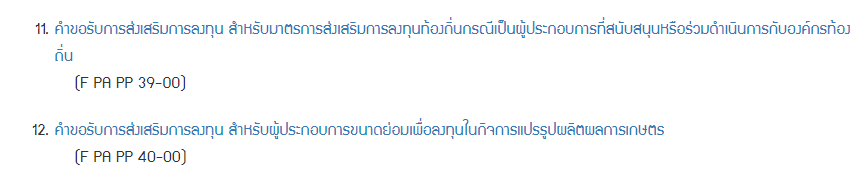 11. คำขอรับการส่งเสริมการลงทุน สำหรับมาตรการส่งเสริมการลงทุนท้องถิ่นกรณีเป็นผู้ประกอบการที่สนับสนุนหรือร่วมดำเนินการกับองค์กรท้อง
ถิ่น
(F PA PP 39-00)
12. คำขอรับการส่งเสริมการลงทุน สำหรับผู้ประกอบการขนาดย่อมเพื่อลงทุนในกิจการแปรรูปผลิตผลการเกษตร
(F PA PP 40-00)